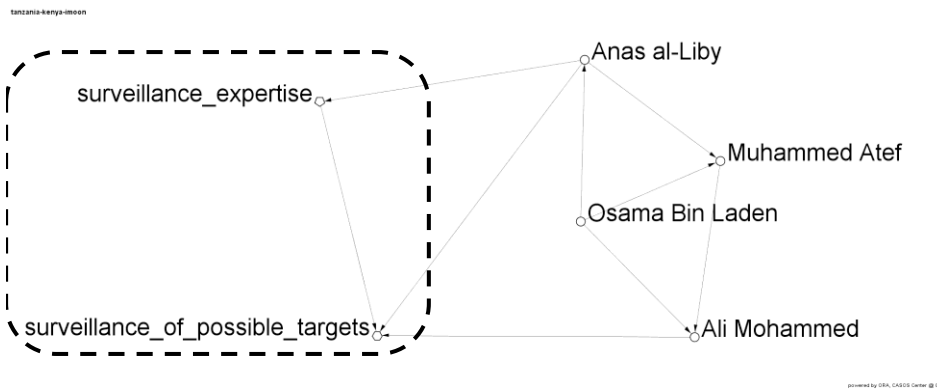 tanzania-kenya-imoon
Anas al-Liby
surveillance_expertise
Muhammed Atef
Osama Bin Laden
surveillance_of_possible_targets
Ali Mohammed
powered by ORA, CASOS Center @